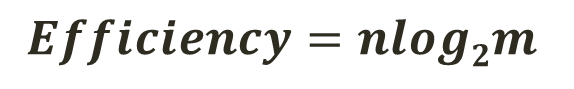 Efficiency = nlog₂m